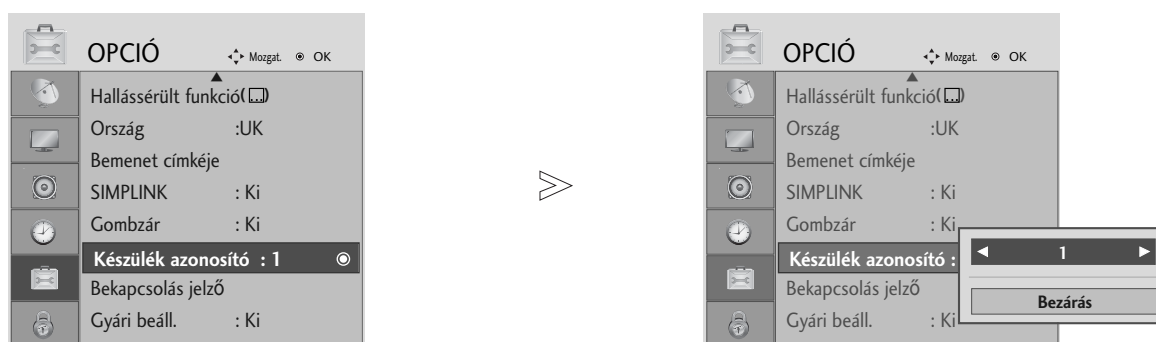 OPCIÓ Mozgat. OK
Hallássérült funkció( )
Ország :UK
Bemenet címkéje
SIMPLINK : Ki
Gombzár : Ki
Készülék azonosító : 1
Bekapcsolás jelző
Gyári beáll. : Ki
OPCIÓ Mozgat. OK
Hallássérült funkció( )
Ország :UK
Bemenet címkéje
SIMPLINK : Ki
Gombzár : Ki
Készülék azonosító :
◄ 1 ►
Bekapcsolás jelző
Bezárás
Gyári beáll. : Ki